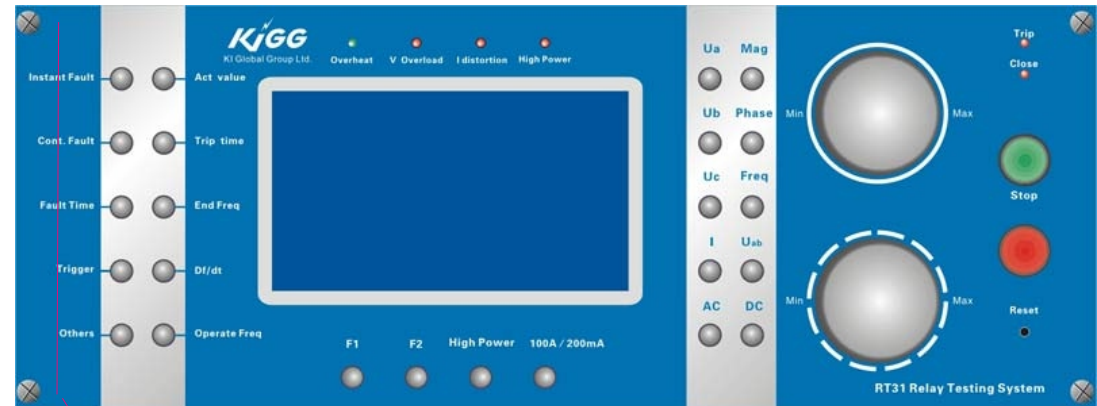 KiGG
KI Global Group Ltd.
Overheat V Overload I distortion High Power
Instant Fault
Act value
Cont. Fault
Trip time
Fault Time
End Freq
Trigger
Df/dt
Others
Operate Freq
F1 F2 High Power 100A / 200mA
Ua Mag
Ub Phase
Uc Freq
I Uab
AC DC
Min Max
Min Max
Trip
Close
Stop
Reset
RT31 Relay Testing System